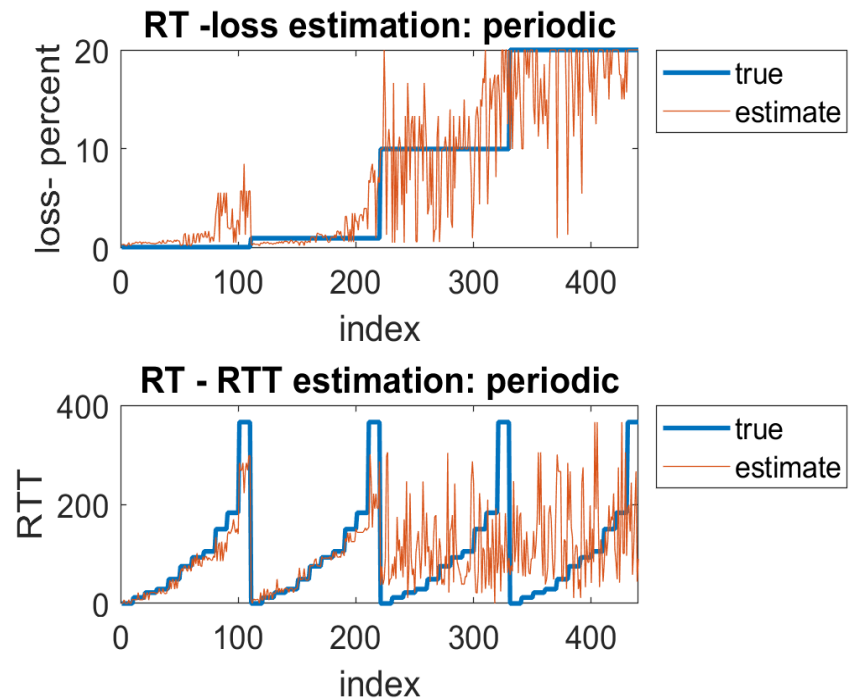 RT -loss estimation: periodic
20
10
0
loss- percent
0 100 200 300 400
index
true
estimate
RT - RTT estimation: periodic
400
200
0
RTT
0 100 200 300 400
index
true
estimate